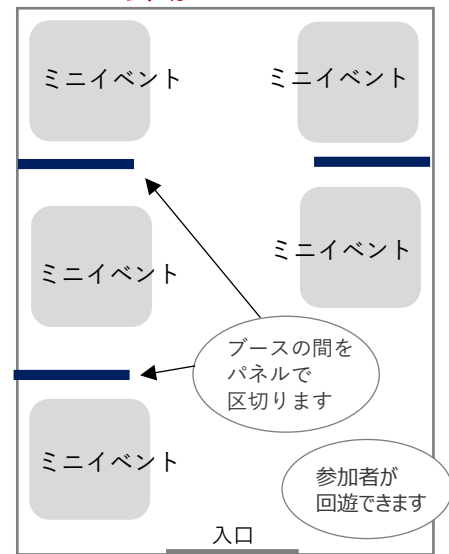 ミニイベント
ミニイベント
ミニイベント
ミニイベント
ブースの間を
パネルで
区切ります
ミニイベント
参加者が
回遊できます
入口